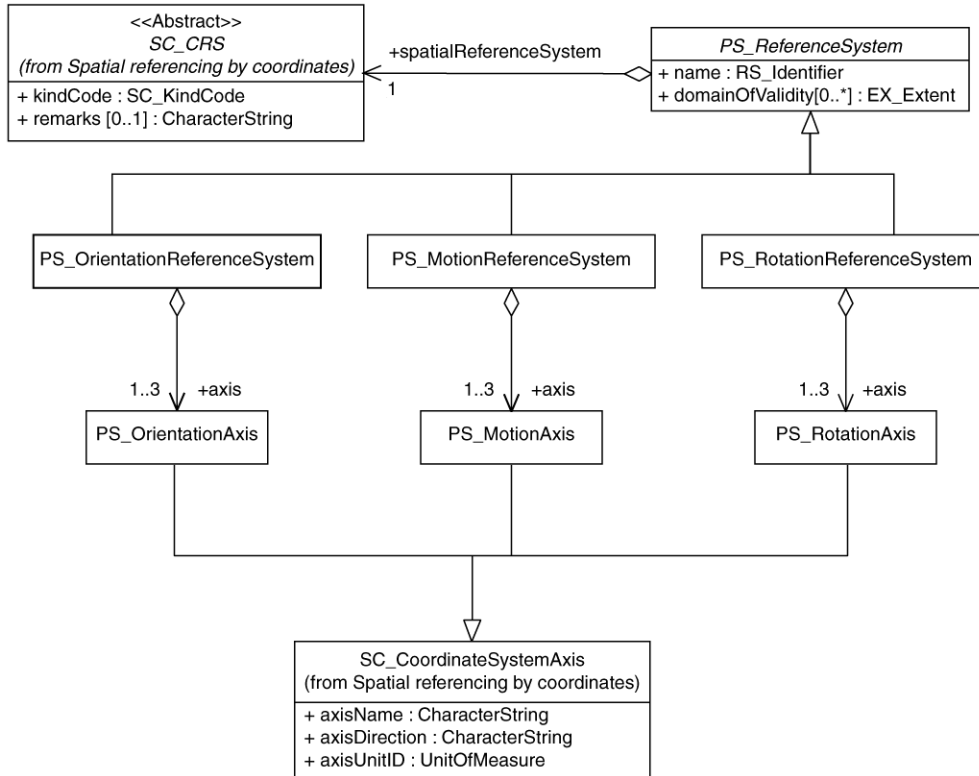 <<Abstract>>
SC_CRS
(from Spatial referencing by coordinates)
+ kindCode : SC_KindCode
+ remarks [0..1] : CharacterString
+spatialReferenceSystem
1
PS_ReferenceSystem
+ name : RS_Identifier
+ domainOfValidity[0..*] : EX_Extent
PS_OrientationReferenceSystem
PS_MotionReferenceSystem
PS_RotationReferenceSystem
1..3 +axis
1..3 +axis
1..3 +axis
PS_OrientationAxis
PS_MotionAxis
PS_RotationAxis
SC_CoordinateSystemAxis
(from Spatial referencing by coordinates)
+ axisName : CharacterString
+ axisDirection : CharacterString
+ axisUnitID : UnitOfMeasure